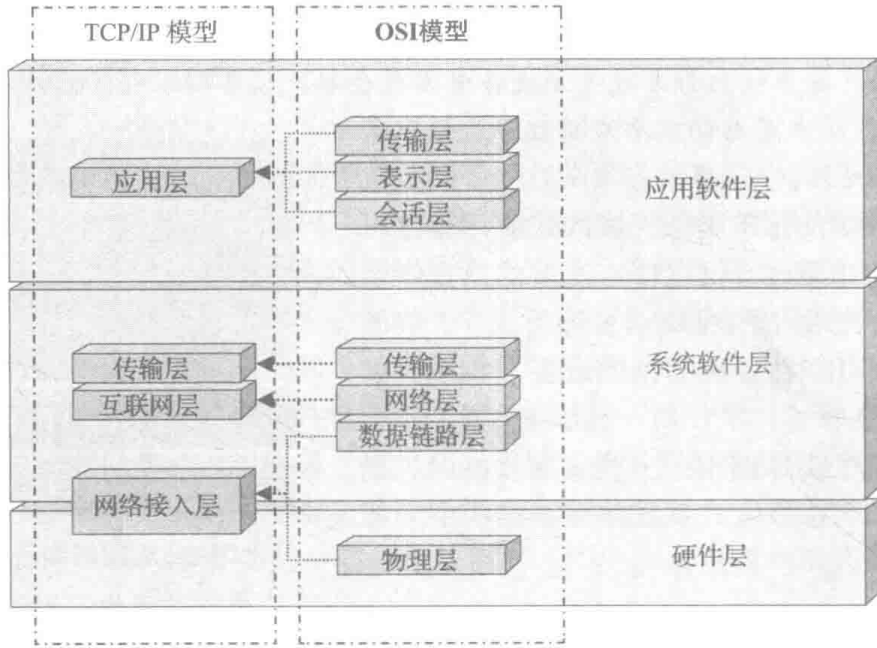 TCP/IP 模型
OSI模型
传输层
应用层
表示层
会话层
应用软件层
传输层
传输层
互联网层
网络层
数据链路层
系统软件层
网络接入层
物理层
硬件层